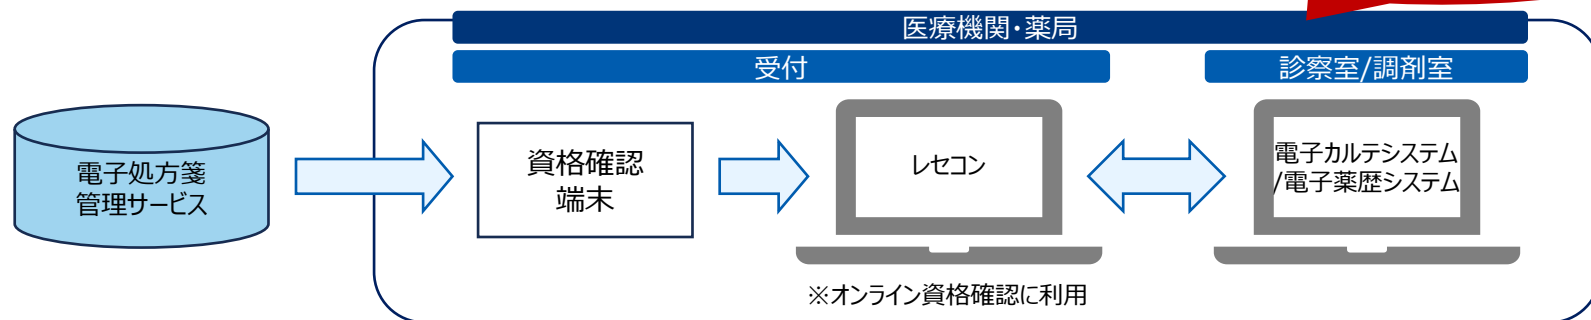 医療機関・薬局
受付
診察室/調剤室
電子処方箋
管理サービス
資格確認
端末
レセコン
電子カルテシステム
/電子薬歴システム
※オンライン資格確認に利用